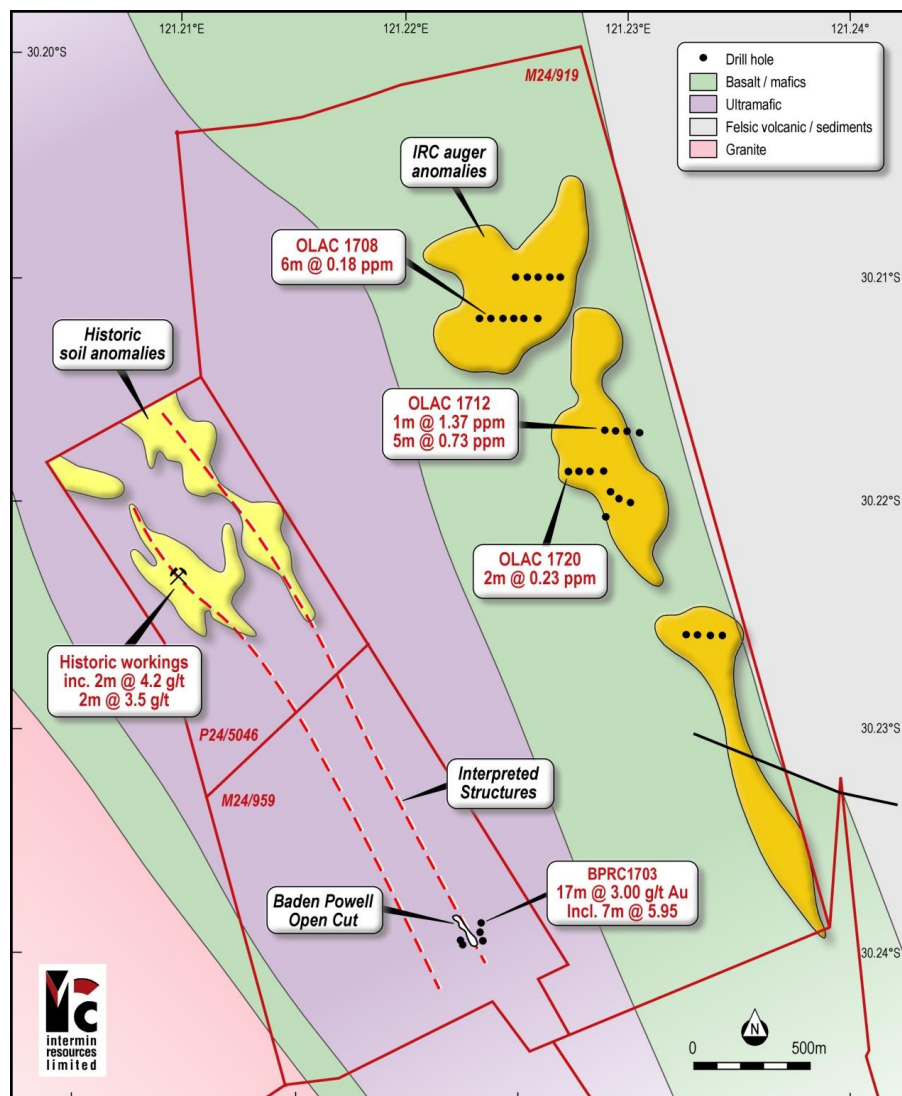 121.21°E
121.22°E
121.23°E
121.24°E
30.20°S
M24/919
Drill hole
Basalt / mafics
Ultramafic
Felsic volcanic / sediments
Granite
IRC auger
anomalies
OLAC 1708
6m @ 0.18 ppm
30.21°S
Historic
soil anomalies
OLAC 1712
1m @ 1.37 ppm
5m @ 0.73 ppm
30.22°S
OLAC 1720
2m @ 0.23 ppm
Historic workings
inc. 2m @ 4.2 g/t
2m @ 3.5 g/t
P24/5046
30.23°S
M24/959
Interpreted
Structures
Baden Powell
Open Cut
BPRC1703
17m @ 3.00 g/t Au
Incl. 7m @ 5.95
30.24°S
intermin
resources
limited
N
0
500m